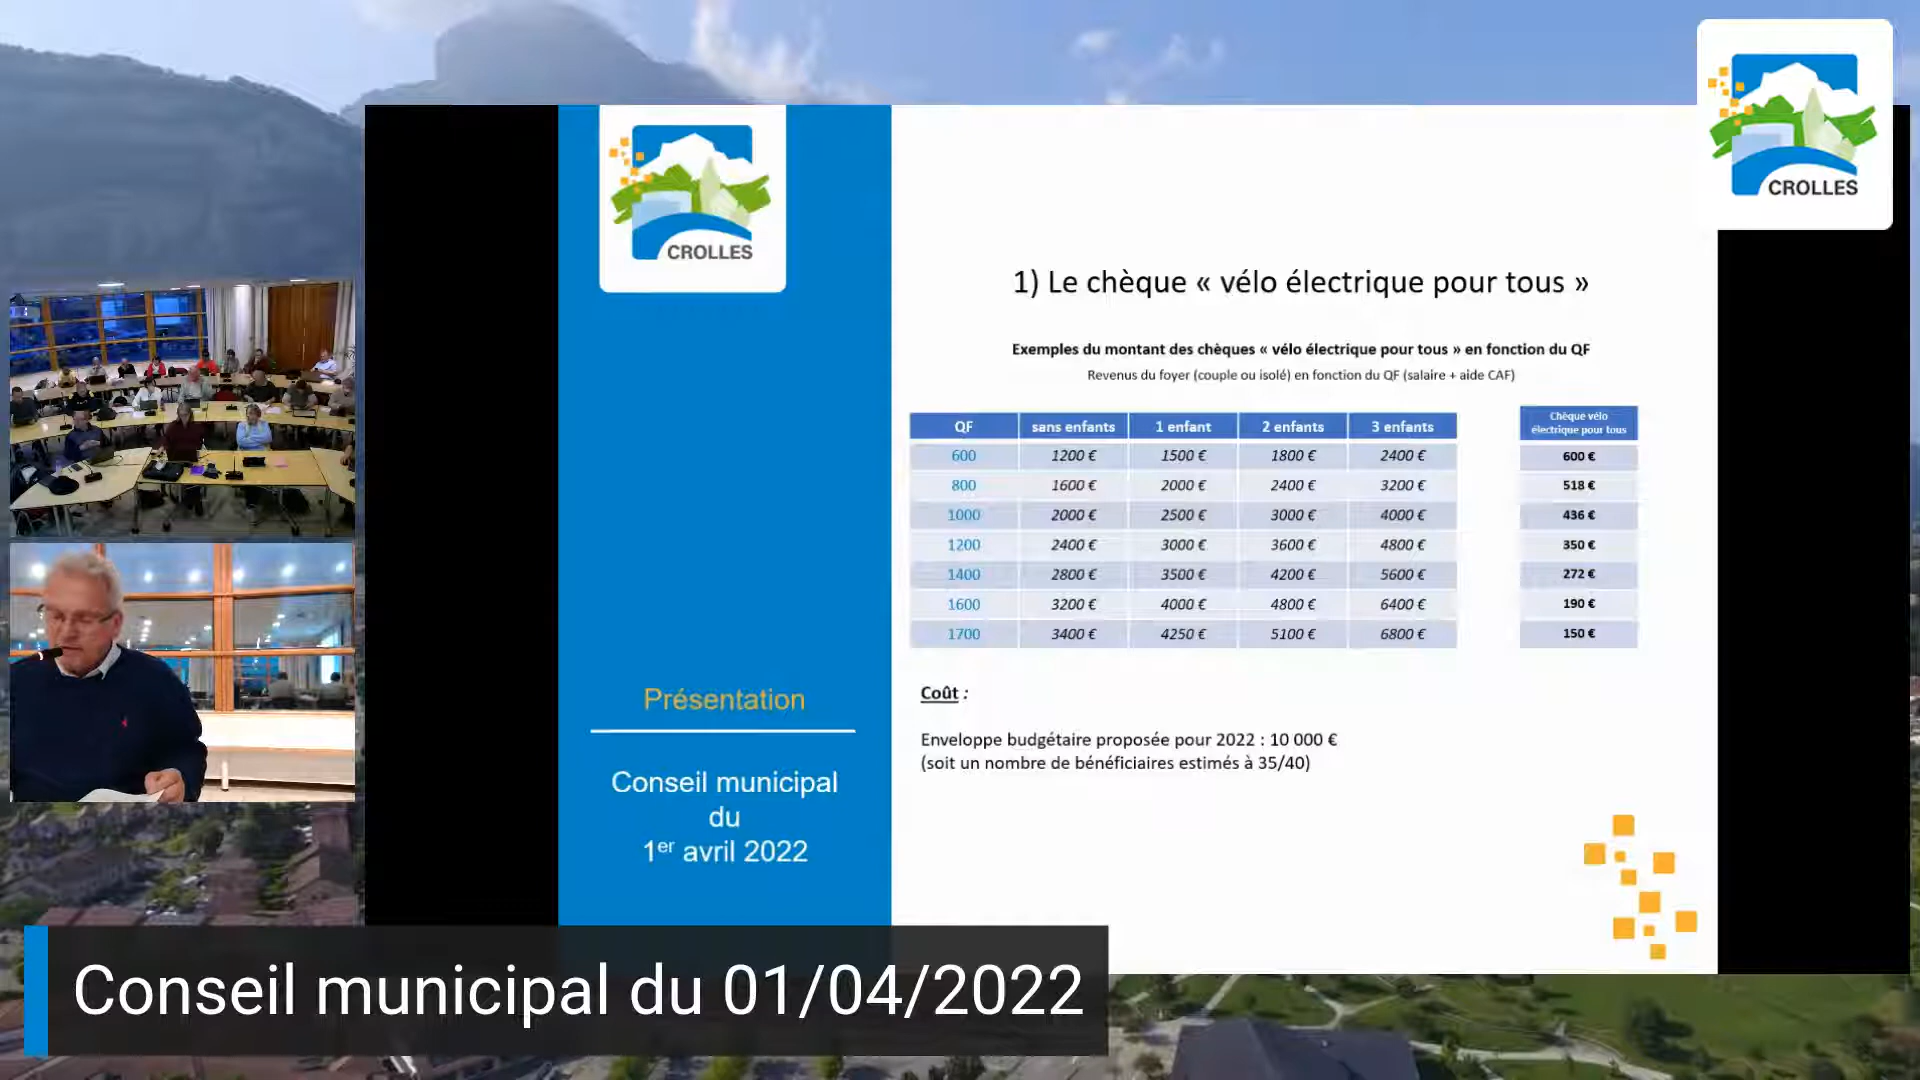 CROLLES
CROLLES
1) Le chèque « vélo électrique pour tous »
Exemples du montant des chèques « vélo électrique pour tous » en fonction du QF
Revenus du foyer (couple ou isolé) en fonction du QF (salaire + aide CAF)
QF sans enfants 1 enfant 2 enfants 3 enfants
Chèque vélo
électrique pour tous
600 1200 € 1500 € 1800 € 2400 € 600 €
800 1600 € 2000 € 2400 € 3200 € 518 €
1000 2000 € 2500 € 3000 € 4000 € 436 €
1200 2400 € 3000 € 3600 € 4800 € 350 €
1400 2800 € 3500 € 4200 € 5600 € 272 €
1600 3200 € 4000 € 4800 € 6400 € 190 €
1700 3400 € 4250 € 5100 € 6800 € 150 €
Coût :
Enveloppe budgétaire proposée pour 2022 : 10 000 €
(soit un nombre de bénéficiaires estimés à 35/40)
Présentation
Conseil municipal
du
1er avril 2022
Conseil municipal du 01/04/2022